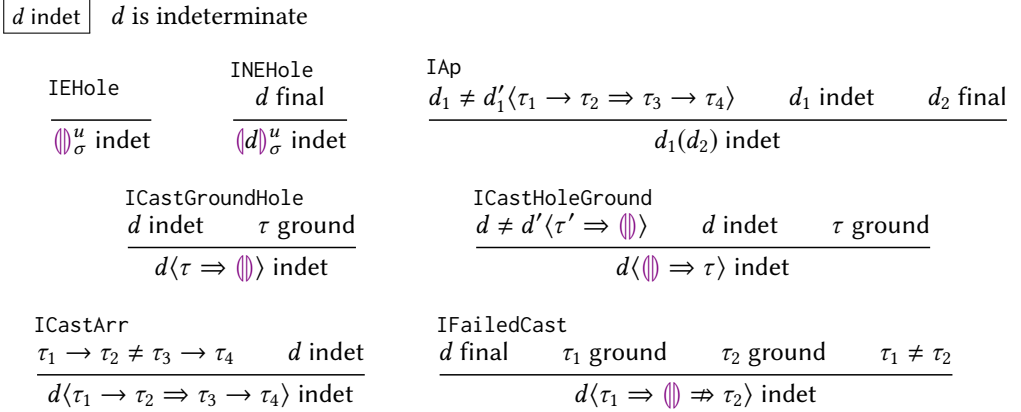 d indet   d is indeterminate
IEHole
⦇⦈ᵘσ indet
INEHole
d final
⦇d⦈ᵘσ indet
IAp
d₁ ≠ d₁′⟨τ₁ → τ₂ ⇒ τ₃ → τ₄⟩   d₁ indet   d₂ final
d₁(d₂) indet
ICastGroundHole
d indet   τ ground
d⟨τ ⇒ ⦇⦈⟩ indet
ICastHoleGround
d ≠ d′⟨τ′ ⇒ ⦇⦈⟩   d indet   τ ground
d⟨⦇⦈ ⇒ τ⟩ indet
ICastArr
τ₁ → τ₂ ≠ τ₃ → τ₄   d indet
d⟨τ₁ → τ₂ ⇒ τ₃ → τ₄⟩ indet
IFailedCast
d final   τ₁ ground   τ₂ ground   τ₁ ≠ τ₂
d⟨τ₁ ⇒ ⦇⦈ ⇏ τ₂⟩ indet